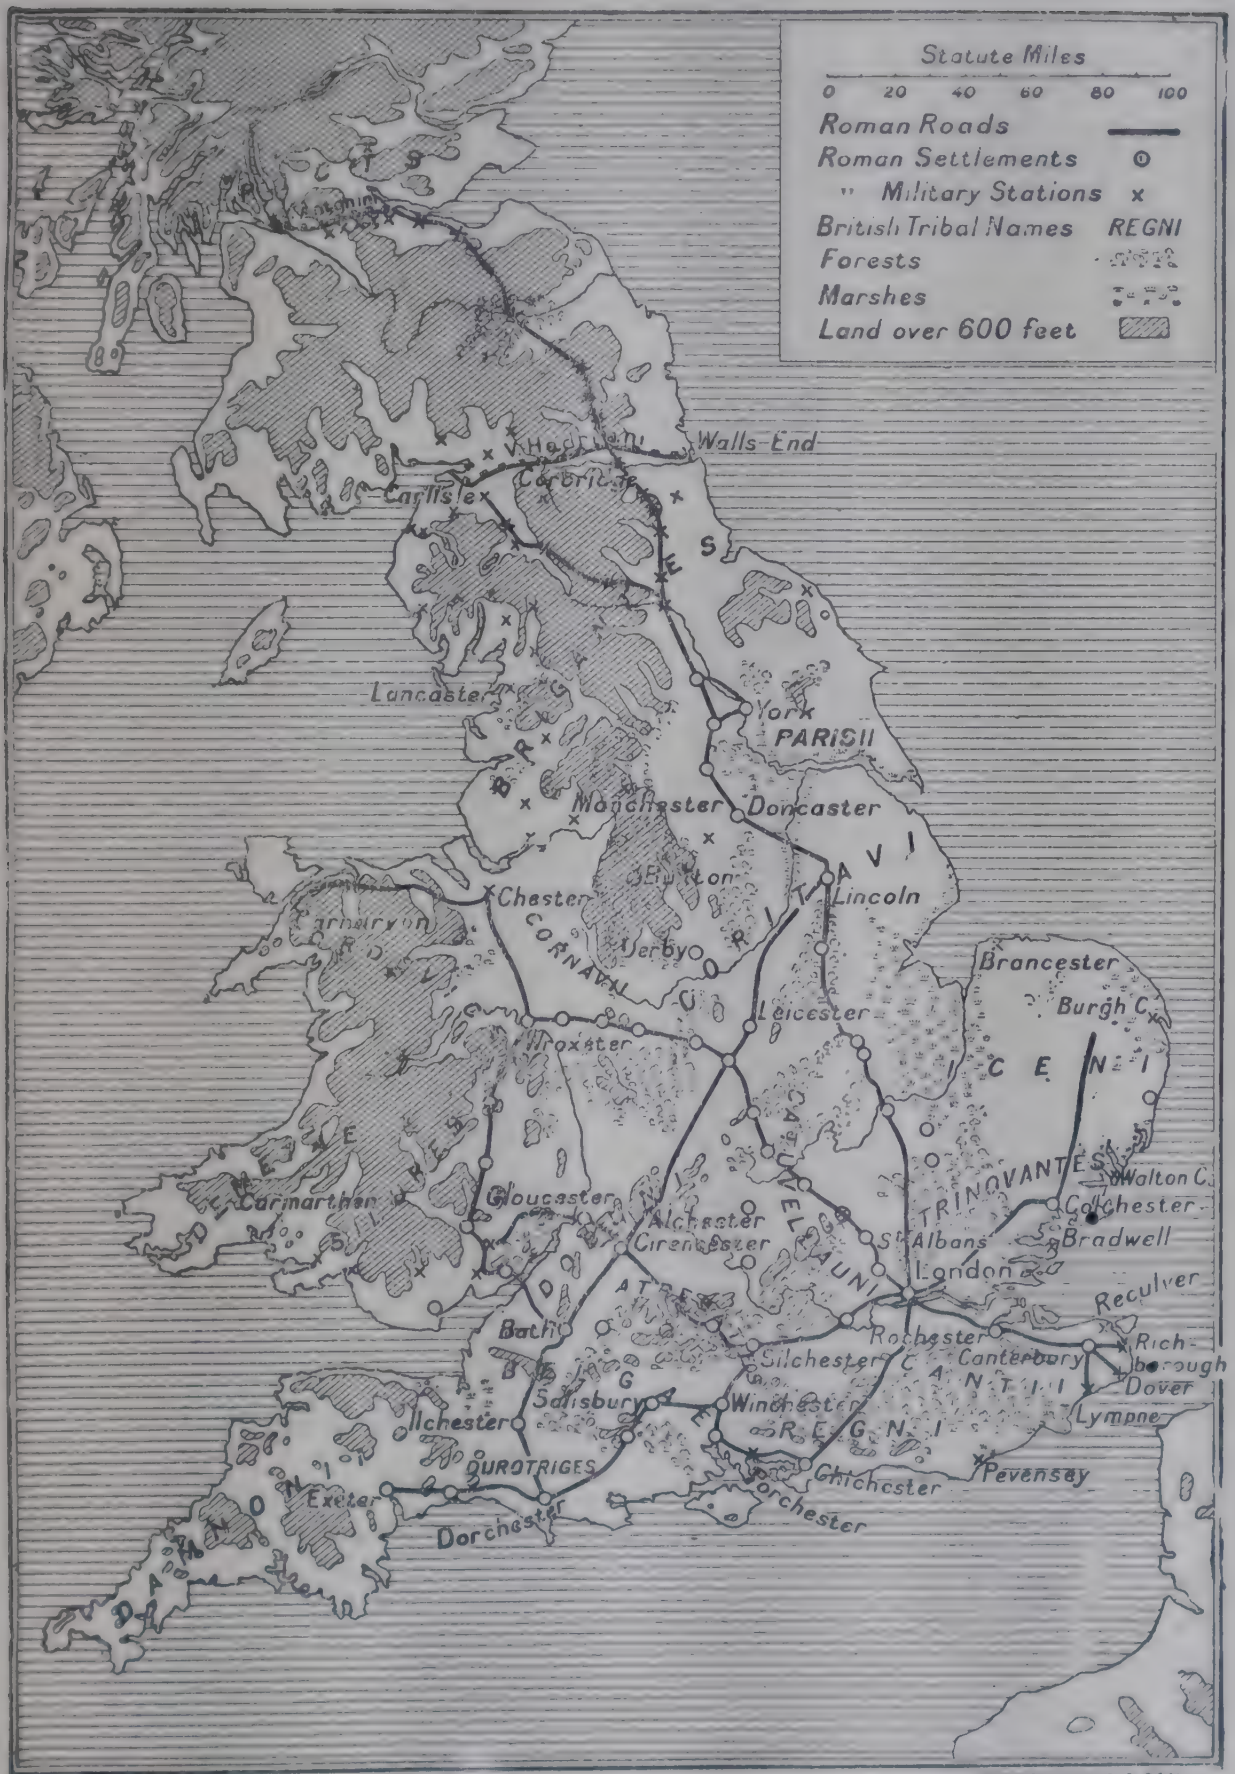 Statute Miles
0 20 40 60 80 100
Roman Roads
Roman Settlements
" Military Stations x
British Tribal Names REGNI
Forests
Marshes
Land over 600 feet
V. Hadriani
Walls-End
Corbridge
Carlisle
Lancaster
York
PARISII
Manchester
Doncaster
Buxton
Chester
Lincoln
CORNAVII
Derby
CORITAVI
Brancester
Burgh C.
Leicester
Wroxeter
ICENI
CATUVELLAUNI
TRINOVANTES
Walton C.
Carmarthen
Gloucester
Colchester
Alchester
Cirencester
St Albans
Bradwell
London
Reculver
Bath
Rochester
Canterbury
Rich-
borough
Silchester
CANTII
Dover
Salisbury
Winchester
Lympne
Ilchester
REGNI
DUROTRIGES
Exeter
Chichester
Pevensey
Porchester
Dorchester